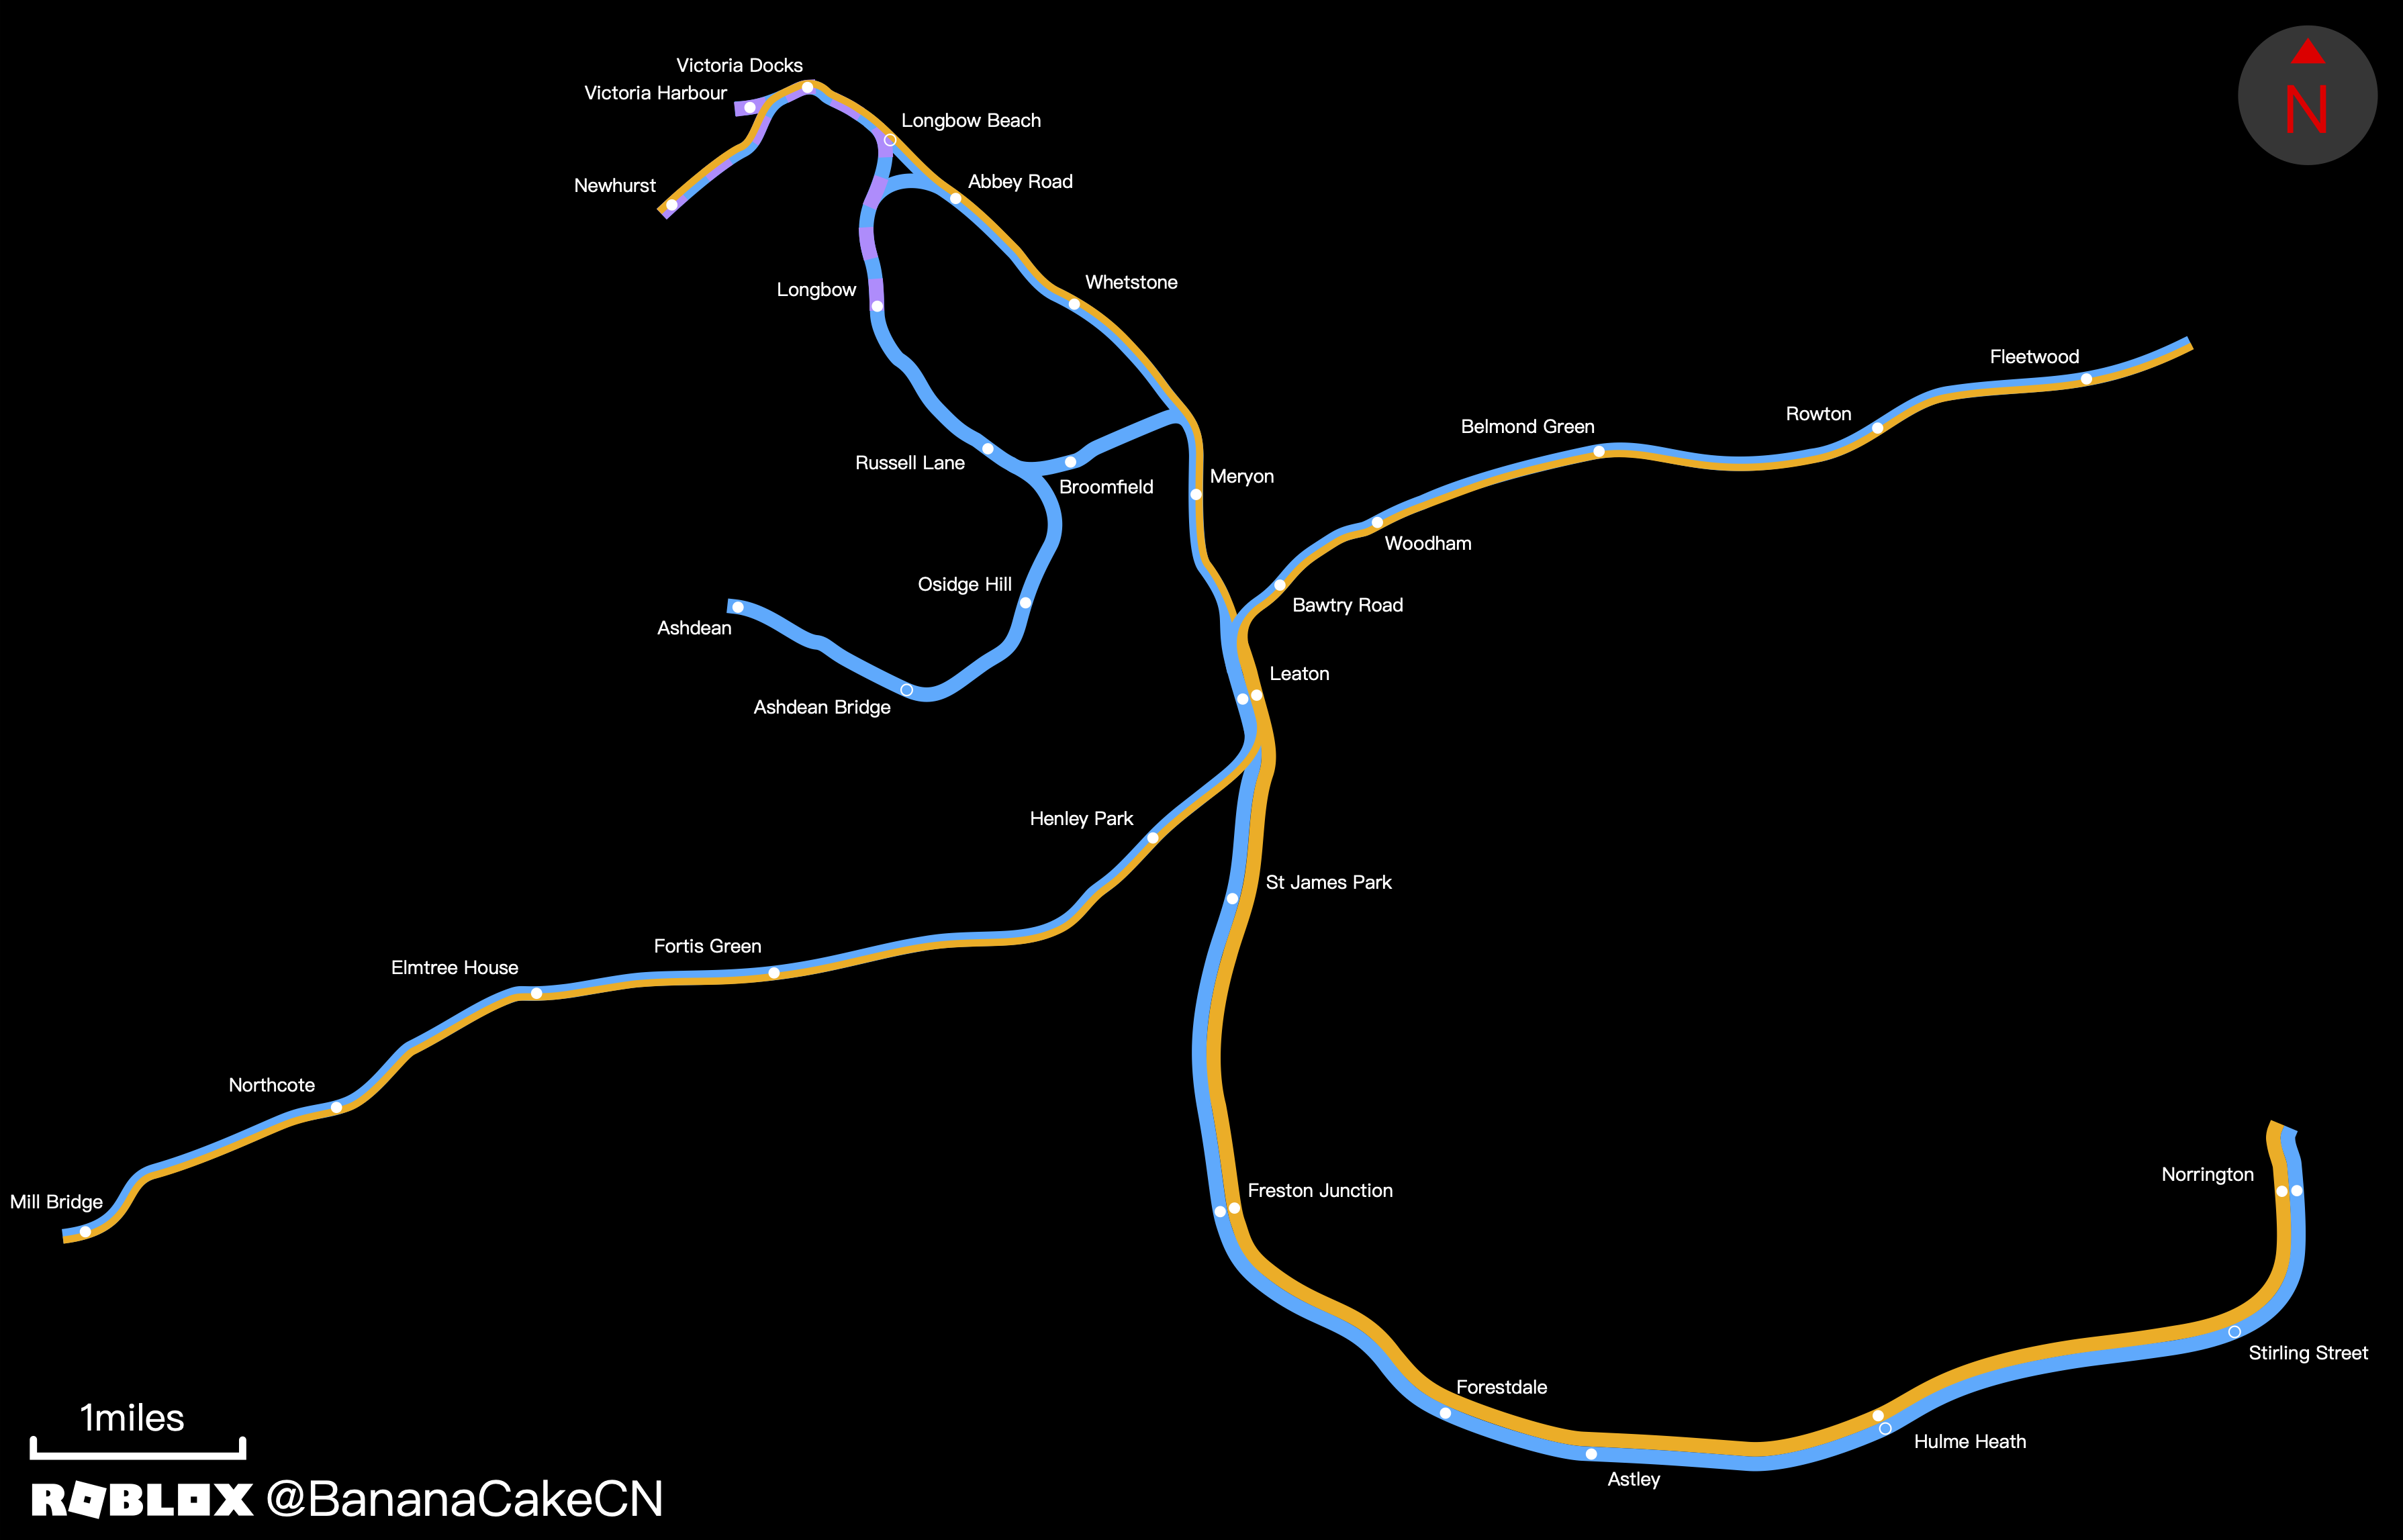 Victoria Docks
Victoria Harbour
N
Longbow Beach
Newhurst
Abbey Road
Whetstone
Longbow
Fleetwood
Rowton
Belmond Green
Russell Lane
Meryon
Broomfield
Woodham
Osidge Hill
Bawtry Road
Ashdean
Leaton
Ashdean Bridge
Henley Park
St James Park
Fortis Green
Elmtree House
Northcote
Norrington
Freston Junction
Mill Bridge
Stirling Street
Forestdale
1miles
Hulme Heath
Astley
ROBLOX @BananaCakeCN